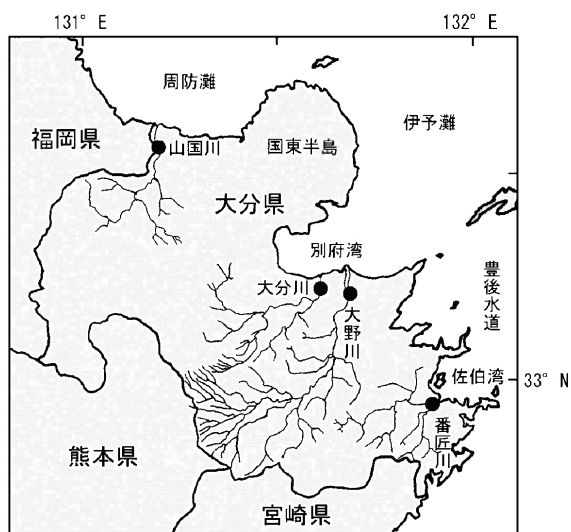 131° E
132° E
周防灘
伊予灘
福岡県
山国川
国東半島
大分県
別府湾
大分川
大野川
豊後水道
佐伯湾
33° N
番匠川
熊本県
宮崎県